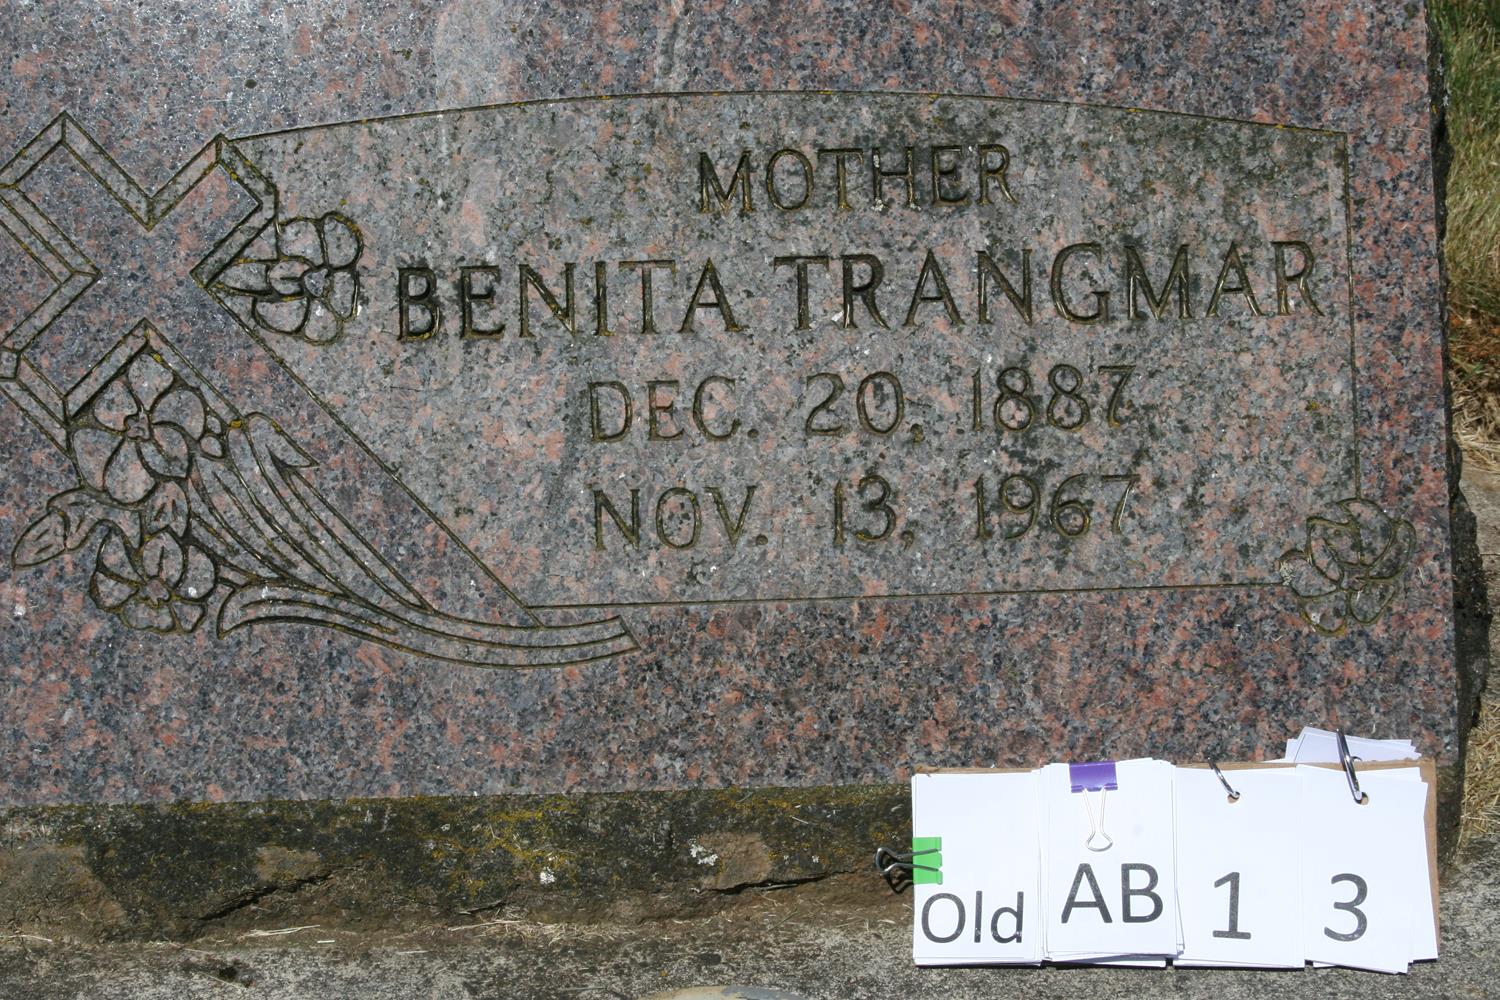 MOTHER
BENITA TRANGMAR
DEC. 20, 1887
NOV. 13, 1967
Old AB 1 3